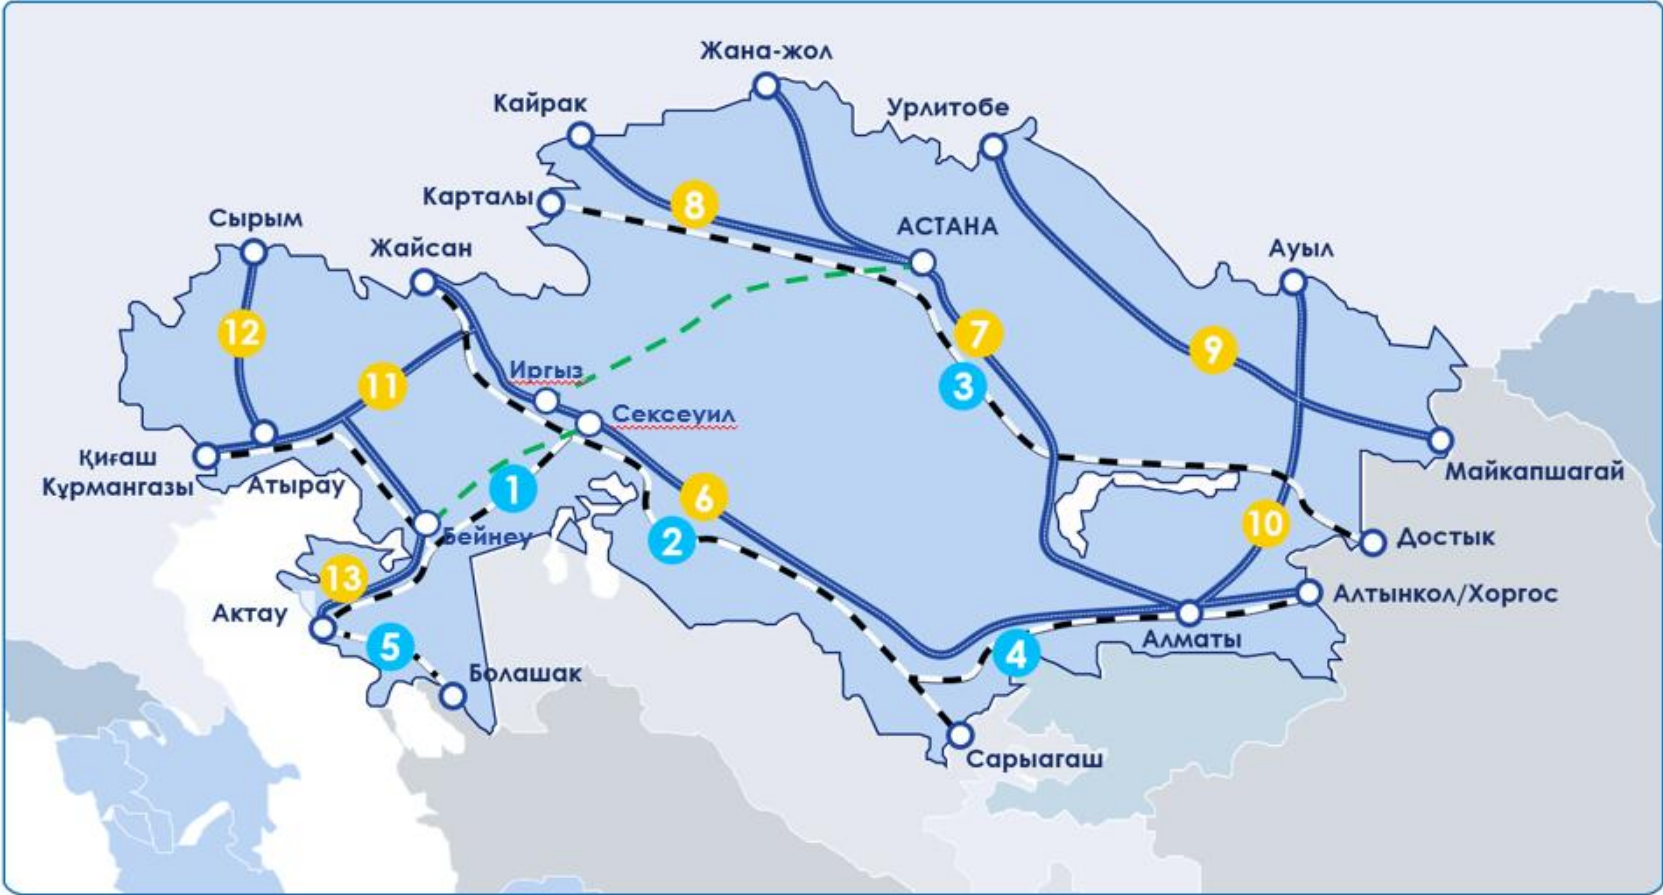 Жана-жол
Кайрак
Урлитобе
Карталы
8
Сырым
АСТАНА
Жайсан
Ауыл
12
7
9
11
Иргыз
3
Сексеуил
Қиғаш
Құрмангазы
Атырау
Майкапшагай
1
6
10
Бейнеу
2
Достык
13
Алтынкол/Хоргос
Актау
Алматы
5
4
Болашак
Сарыагаш